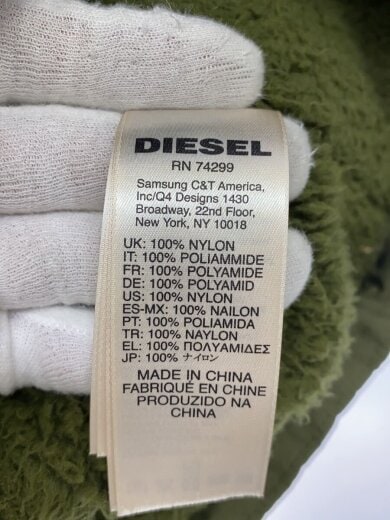 DIESEL
RN 74299
Samsung C&T America,
Inc/Q4 Designs 1430
Broadway, 22nd Floor,
New York, NY 10018
UK: 100% NYLON
IT: 100% POLIAMMIDE
FR: 100% POLYAMIDE
DE: 100% POLYAMID
US: 100% NYLON
ES-MX: 100% NAILON
PT: 100% POLIAMIDA
TR: 100% NAYLON
EL: 100% ΠΟΛΥΑΜΙΔΕΣ
JP: 100% ナイロン
MADE IN CHINA
FABRIQUÉ EN CHINE
PRODUZIDO NA
CHINA